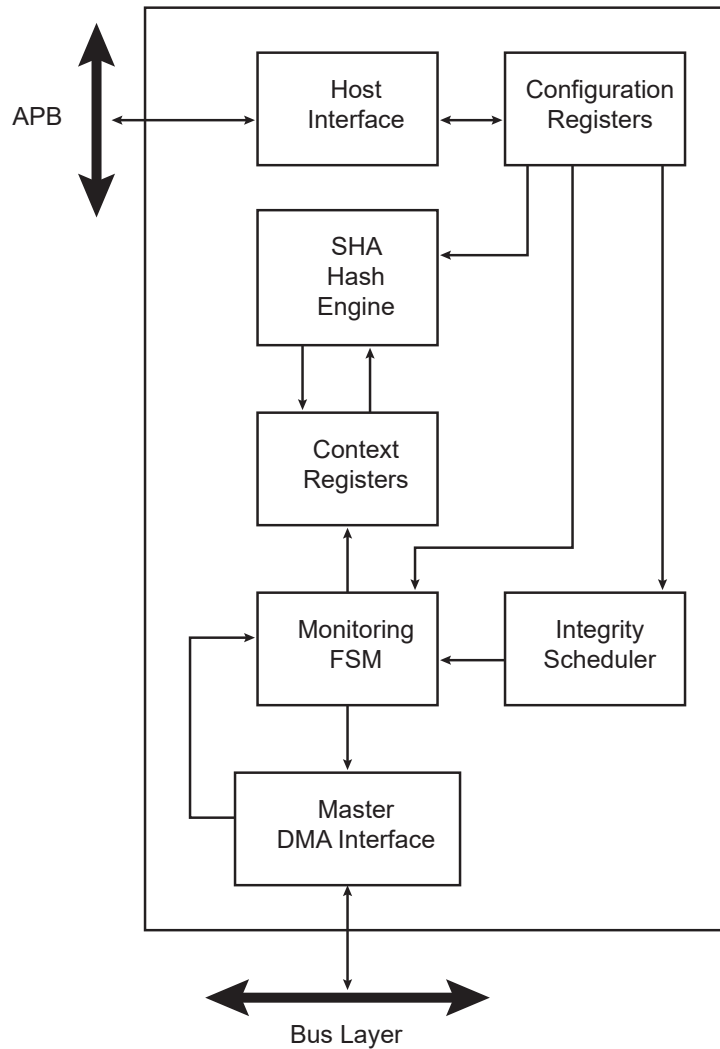 APB
Host
Interface
Configuration
Registers
SHA
Hash
Engine
Context
Registers
Monitoring
FSM
Integrity
Scheduler
Master
DMA Interface
Bus Layer